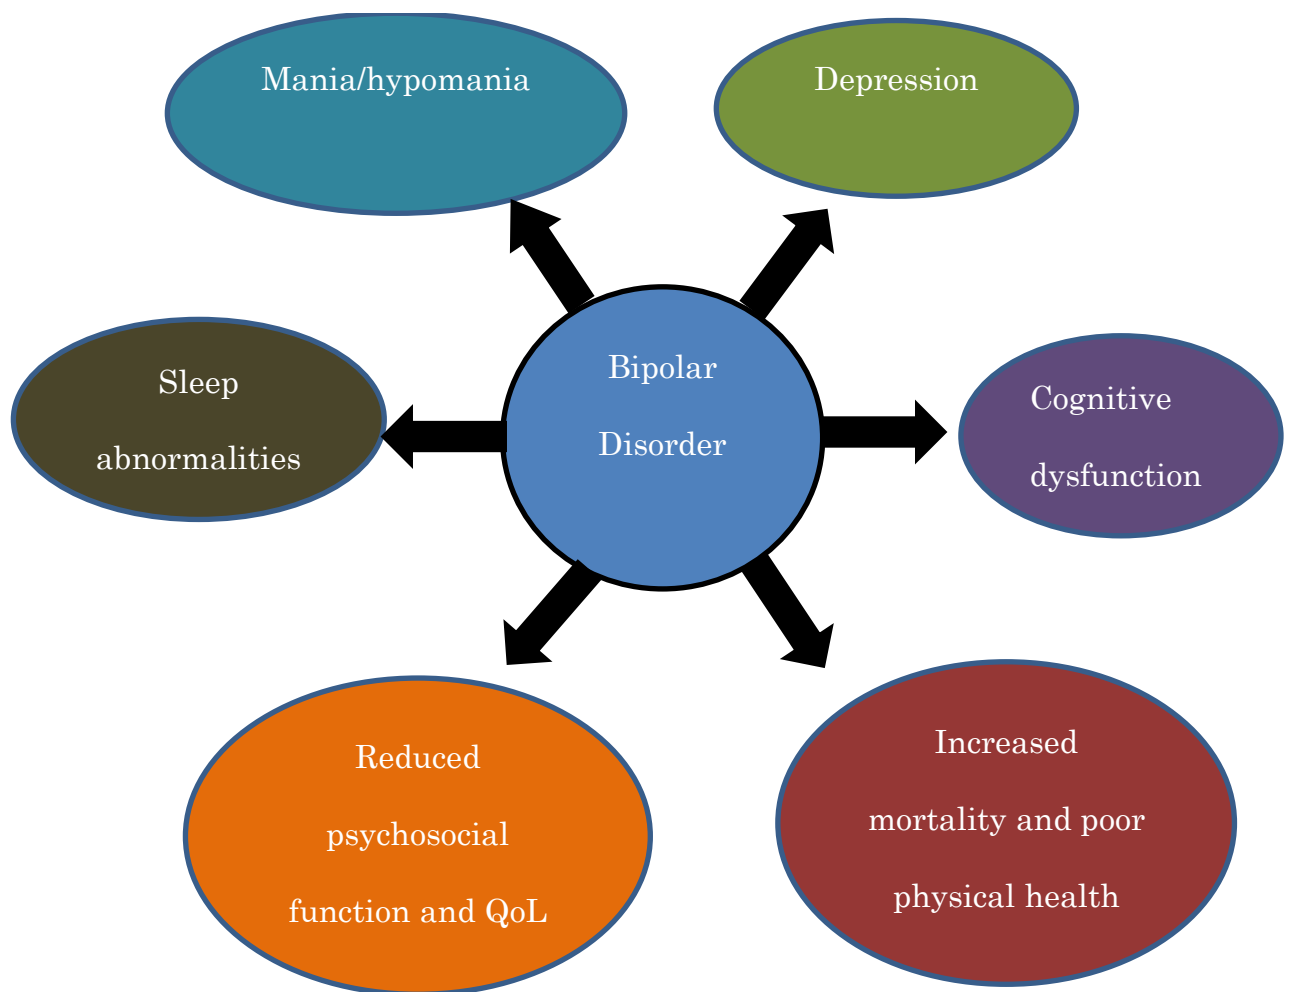 Mania/hypomania
Depression
Bipolar
Disorder
Sleep
abnormalities
Cognitive
dysfunction
Reduced
psychosocial
function and QoL
Increased
mortality and poor
physical health